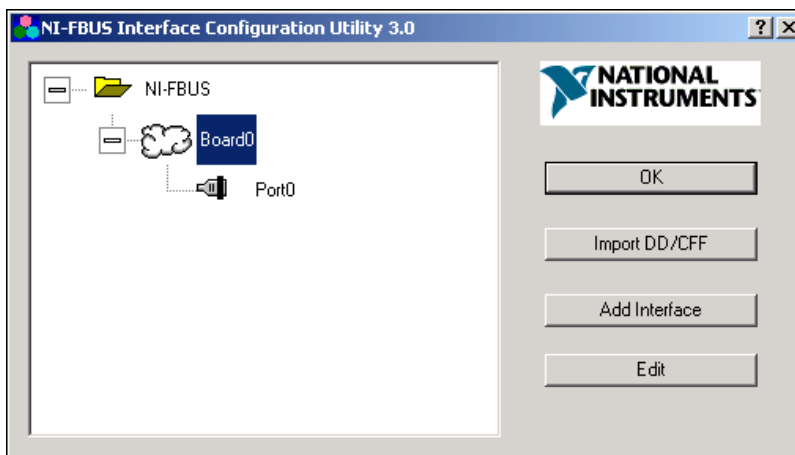 NI-FBUS Interface Configuration Utility 3.0
NI-FBUS
Board0
Port0
NATIONAL
INSTRUMENTS
OK
Import DD/CFF
Add Interface
Edit